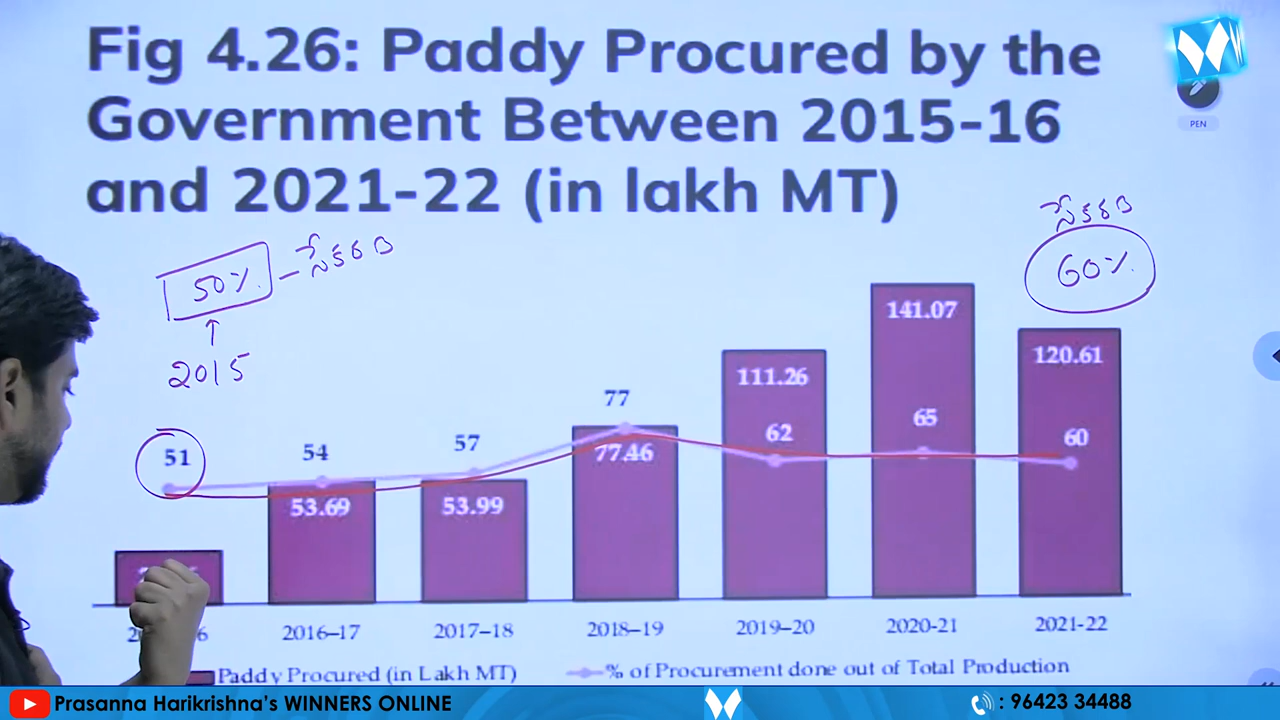 Fig 4.26: Paddy Procured by the
Government Between 2015-16
and 2021-22 (in lakh MT)
PEN
సేకరణ
60%
50% – సేకరణ
↑
2015
141.07
120.61
111.26
77
65
62
60
51
54
57
77.46
53.69
53.99
2016–17
2017–18
2018–19
2019–20
2020-21
2021-22
Paddy Procured (in Lakh MT)
% of Procurement done out of Total Production
Prasanna Harikrishna's WINNERS ONLINE
: 96423 34488